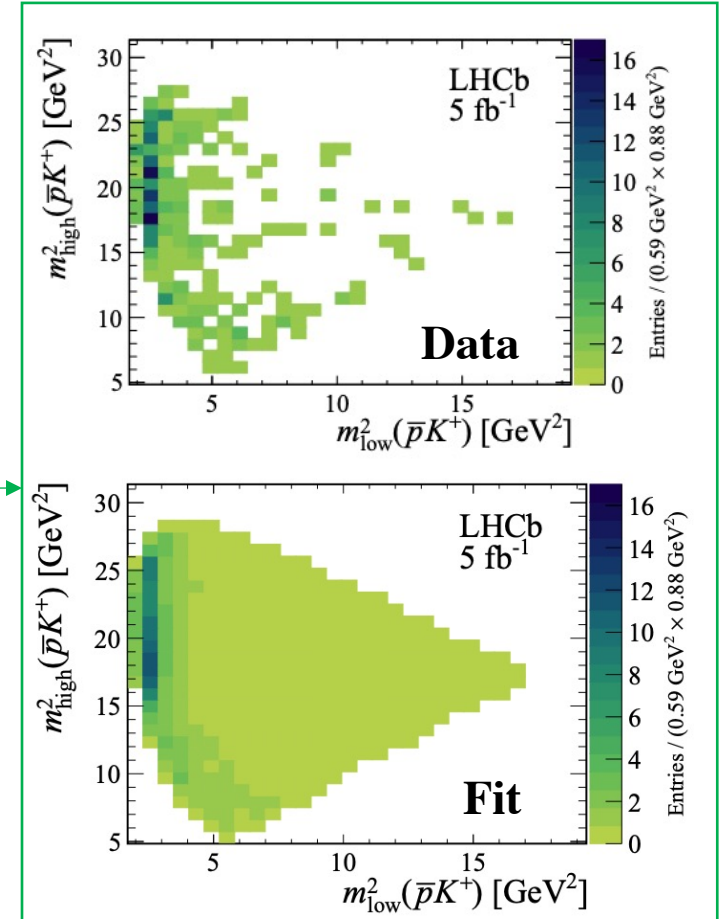 m²high(p̄K⁺) [GeV²]
30
25
20
15
10
5
LHCb
5 fb⁻¹
Data
5 10 15
m²low(p̄K⁺) [GeV²]
16
14
12
10
8
6
4
2
0
Entries / (0.59 GeV² × 0.88 GeV²)
m²high(p̄K⁺) [GeV²]
30
25
20
15
10
5
LHCb
5 fb⁻¹
Fit
5 10 15
m²low(p̄K⁺) [GeV²]
16
14
12
10
8
6
4
2
0
Entries / (0.59 GeV² × 0.88 GeV²)